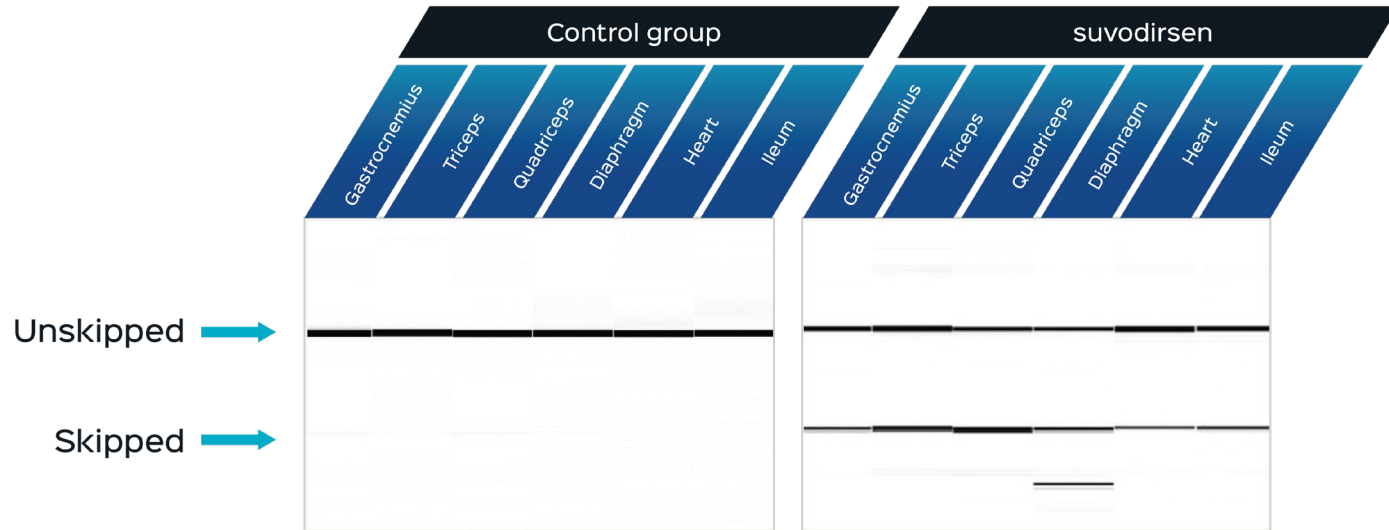 Control group
suvodirsen
Gastrocnemius
Triceps
Quadriceps
Diaphragm
Heart
Ileum
Gastrocnemius
Triceps
Quadriceps
Diaphragm
Heart
Ileum
Unskipped
Skipped